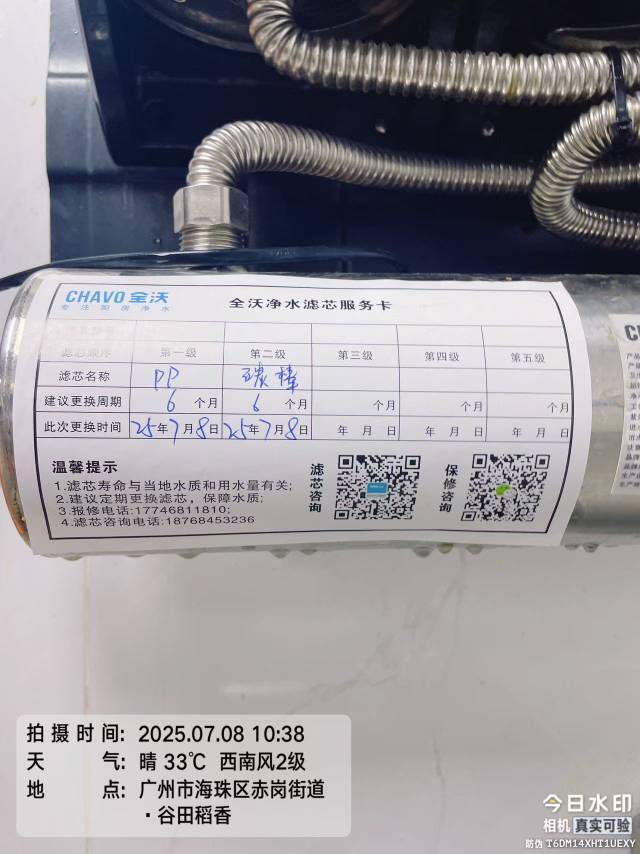 CHAVO 全沃
专注厨房净水
全沃净水滤芯服务卡
滤芯顺序 第一级 第二级 第三级 第四级 第五级
滤芯名称 PP 碳棒
建议更换周期 6 个月 6 个月 个月 个月 个月
此次更换时间 25年7月8日 25年7月8日 年 月 日 年 月 日 年 月 日
温馨提示
1.滤芯寿命与当地水质和用水量有关;
2.建议定期更换滤芯，保障水质;
3.报修电话:17746811810;
4.滤芯咨询电话:18768453236
滤芯咨询
保修咨询
拍摄时间: 2025.07.08 10:38
天 气: 晴 33℃ 西南风2级
地 点: 广州市海珠区赤岗街道
·谷田稻香
今日水印
相机 真实可验
防伪 T6DM14XHT1UEXY